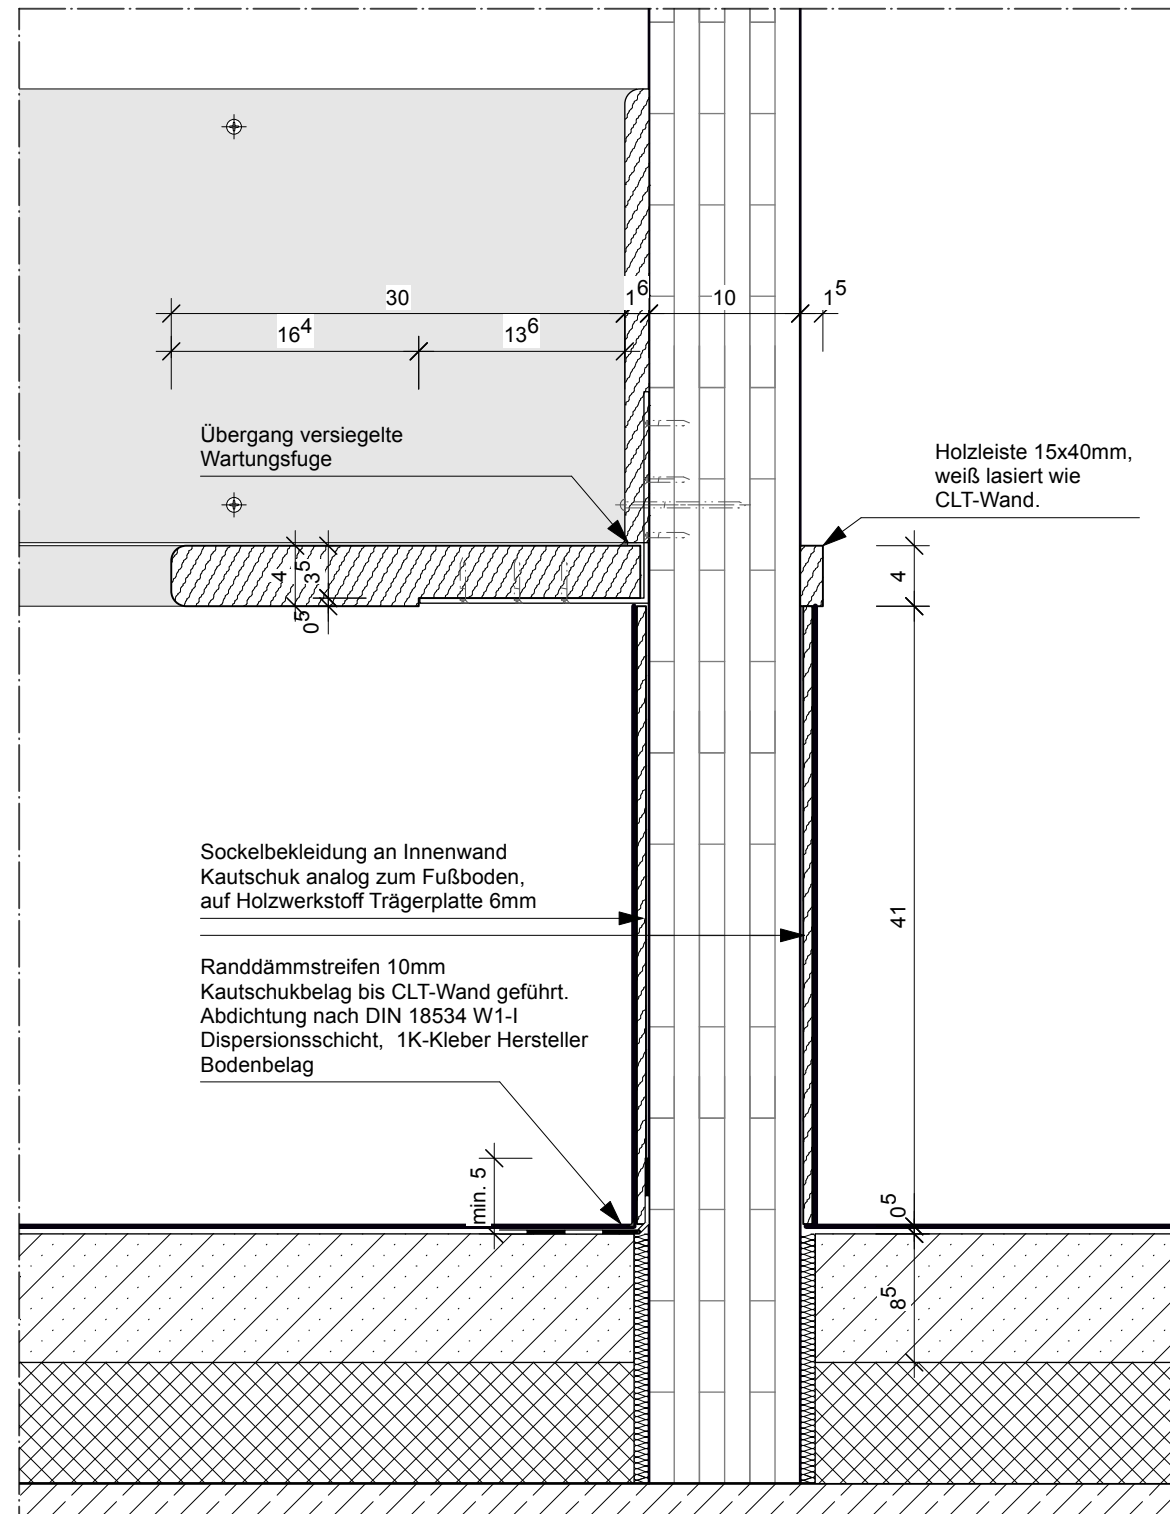 30
1⁶
10
1⁵
16⁴
13⁶
Übergang versiegelte
Wartungsfuge
Holzleiste 15x40mm,
weiß lasiert wie
CLT-Wand.
4
3⁵
0⁵
4
Sockelbekleidung an Innenwand
Kautschuk analog zum Fußboden,
auf Holzwerkstoff Trägerplatte 6mm
41
Randdämmstreifen 10mm
Kautschukbelag bis CLT-Wand geführt.
Abdichtung nach DIN 18534 W1-I
Dispersionsschicht, 1K-Kleber Hersteller
Bodenbelag
min. 5
0⁵
8⁵